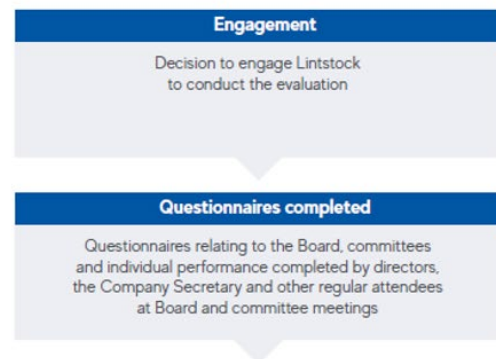 Engagement
Decision to engage Lintstock
to conduct the evaluation
Questionnaires completed
Questionnaires relating to the Board, committees
and individual performance completed by directors,
the Company Secretary and other regular attendees
at Board and committee meetings